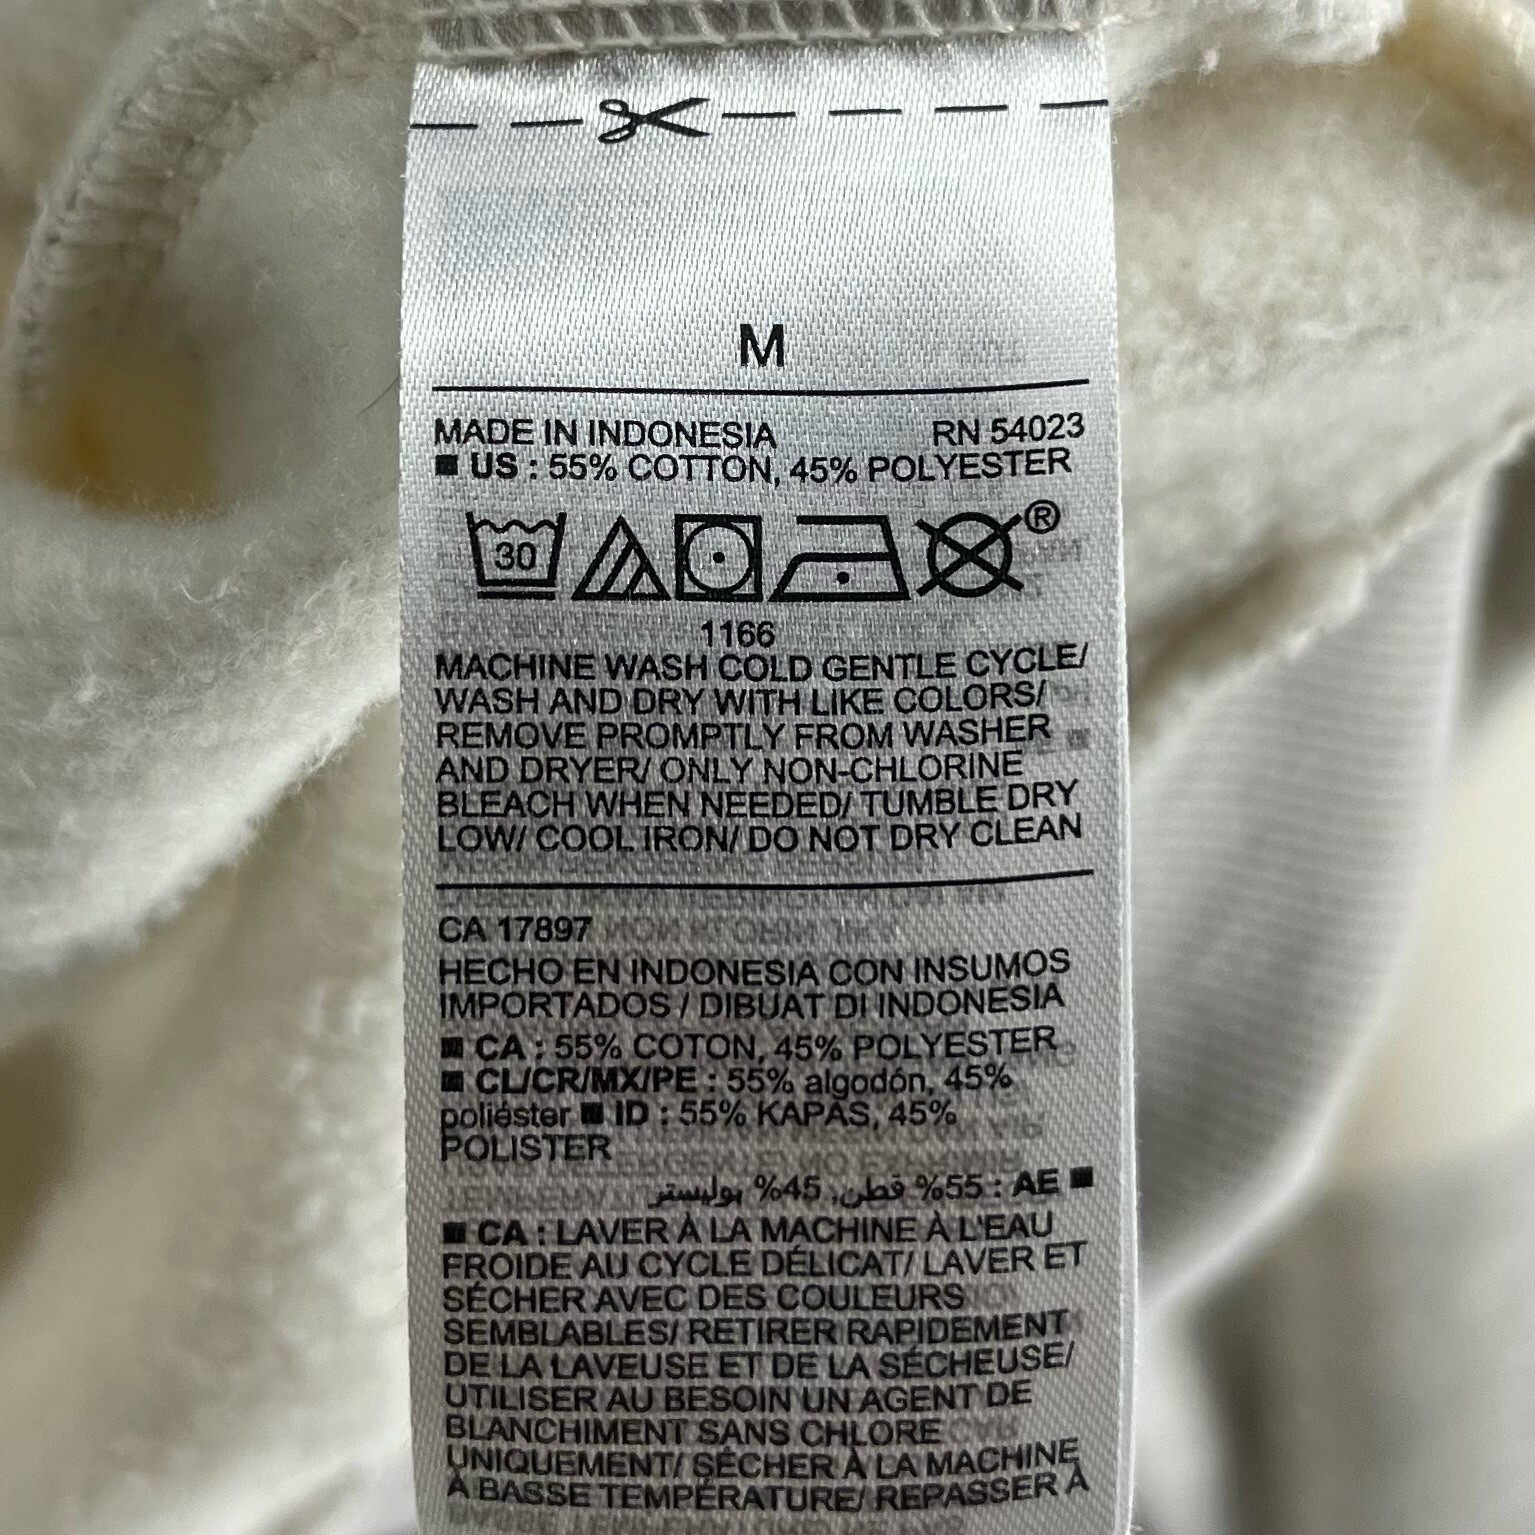 M
MADE IN INDONESIA RN 54023
■ US : 55% COTTON, 45% POLYESTER
30 ®
1166
MACHINE WASH COLD GENTLE CYCLE/
WASH AND DRY WITH LIKE COLORS/
REMOVE PROMPTLY FROM WASHER
AND DRYER/ ONLY NON-CHLORINE
BLEACH WHEN NEEDED/ TUMBLE DRY
LOW/ COOL IRON/ DO NOT DRY CLEAN
CA 17897
HECHO EN INDONESIA CON INSUMOS
IMPORTADOS / DIBUAT DI INDONESIA
■ CA : 55% COTON, 45% POLYESTER
■ CL/CR/MX/PE : 55% algodón, 45%
poliéster ■ ID : 55% KAPAS, 45%
POLISTER
■ AE : 55% قطن, 45% بوليستر
■ CA : LAVER À LA MACHINE À L'EAU
FROIDE AU CYCLE DÉLICAT/ LAVER ET
SÉCHER AVEC DES COULEURS
SEMBLABLES/ RETIRER RAPIDEMENT
DE LA LAVEUSE ET DE LA SÉCHEUSE/
UTILISER AU BESOIN UN AGENT DE
BLANCHIMENT SANS CHLORE
UNIQUEMENT/ SÉCHER À LA MACHINE
À BASSE TEMPÉRATURE/ REPASSER À